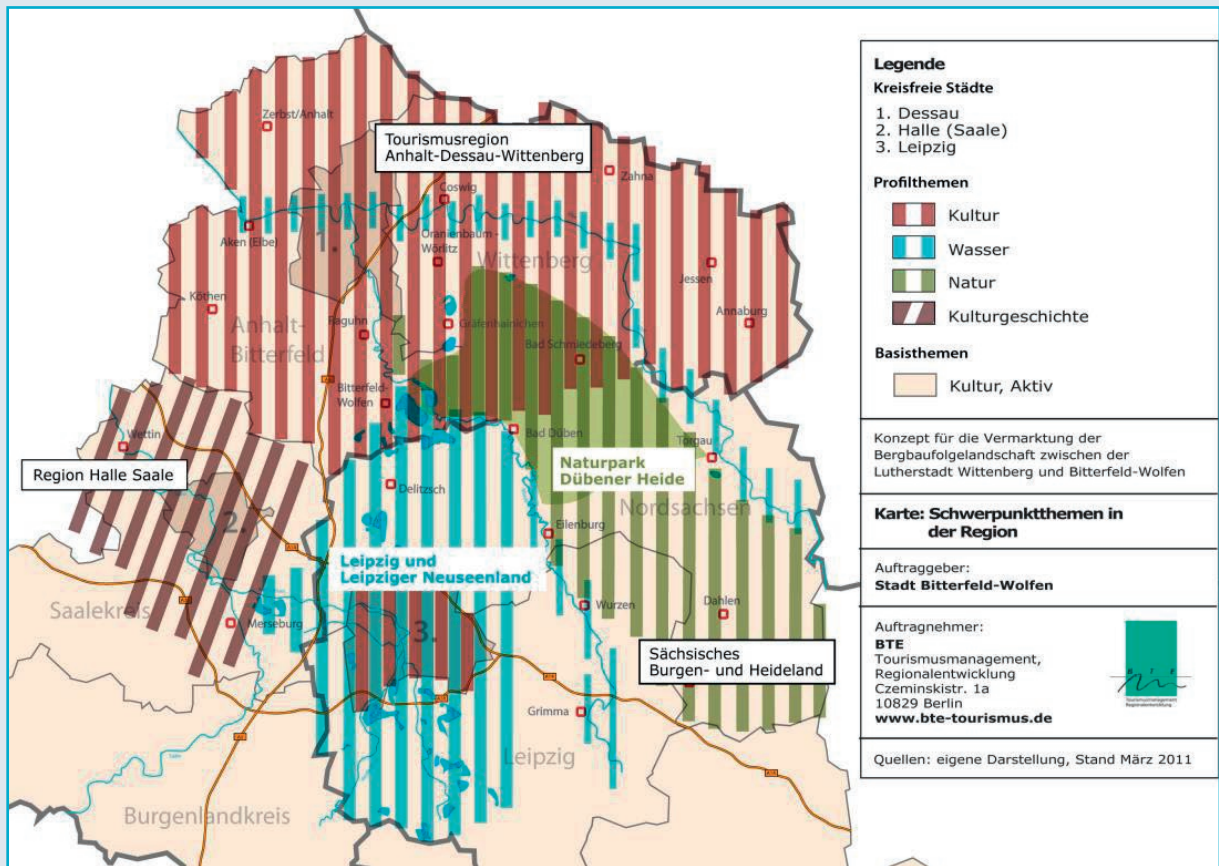 Zerbst/Anhalt
Tourismusregion
Anhalt-Dessau-Wittenberg
Zahna
Coswig
Aken (Elbe)
1.
Oranienbaum -
Wörlitz
Wittenberg
Jessen
Köthen
Anhalt-
Bitterfeld
Raguhn
Gräfenhainichen
Annaburg
Bad Schmiedeberg
Bitterfeld-
Wolfen
Wettin
Bad Düben
Torgau
Region Halle Saale
Naturpark
Dübener Heide
Delitzsch
Nordsachsen
2.
Eilenburg
Leipzig und
Leipziger Neuseenland
Saalekreis
Merseburg
Wurzen
Dahlen
3.
Sächsisches
Burgen- und Heideland
Grimma
Leipzig
Burgenlandkreis
Legende
Kreisfreie Städte
1. Dessau
2. Halle (Saale)
3. Leipzig
Profilthemen
Kultur
Wasser
Natur
Kulturgeschichte
Basisthemen
Kultur, Aktiv
Konzept für die Vermarktung der
Bergbaufolgelandschaft zwischen der
Lutherstadt Wittenberg und Bitterfeld-Wolfen
Karte: Schwerpunktthemen in
der Region
Auftraggeber:
Stadt Bitterfeld-Wolfen
Auftragnehmer:
BTE
Tourismusmanagement,
Regionalentwicklung
Czeminskistr. 1a
10829 Berlin
www.bte-tourismus.de
B T E
Tourismusmanagement
Regionalentwicklung
Quellen: eigene Darstellung, Stand März 2011